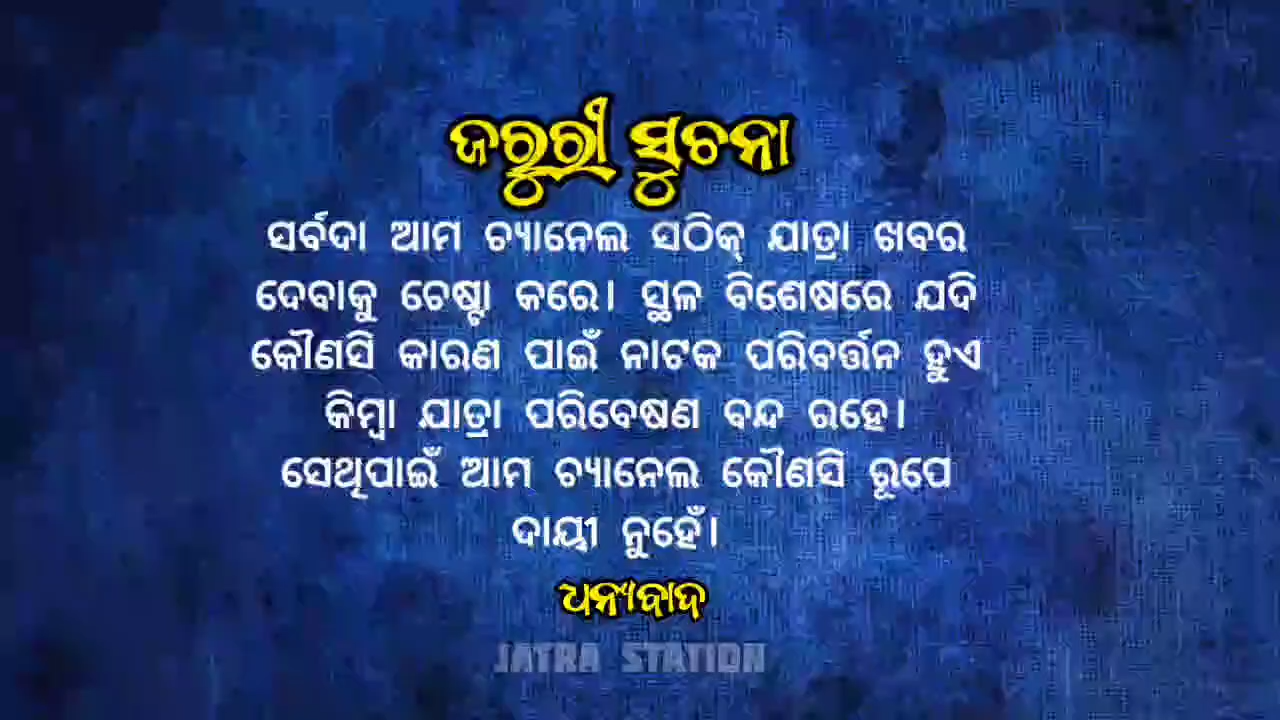 ଜରୁରୀ ସୁଚନା
ସର୍ବଦା ଆମ ଚ୍ୟାନେଲ ସଠିକ୍ ଯାତ୍ରା ଖବର
ଦେବାକୁ ଚେଷ୍ଟା କରେ। ସ୍ଥଳ ବିଶେଷରେ ଯଦି
କୌଣସି କାରଣ ପାଇଁ ନାଟକ ପରିବର୍ତ୍ତନ ହୁଏ
କିମ୍ବା ଯାତ୍ରା ପରିବେଷଣ ବନ୍ଦ ରହେ।
ସେଥିପାଇଁ ଆମ ଚ୍ୟାନେଲ କୌଣସି ରୂପେ
ଦାୟୀ ନୁହେଁ।
ଧନ୍ୟବାଦ
JATRA STATION